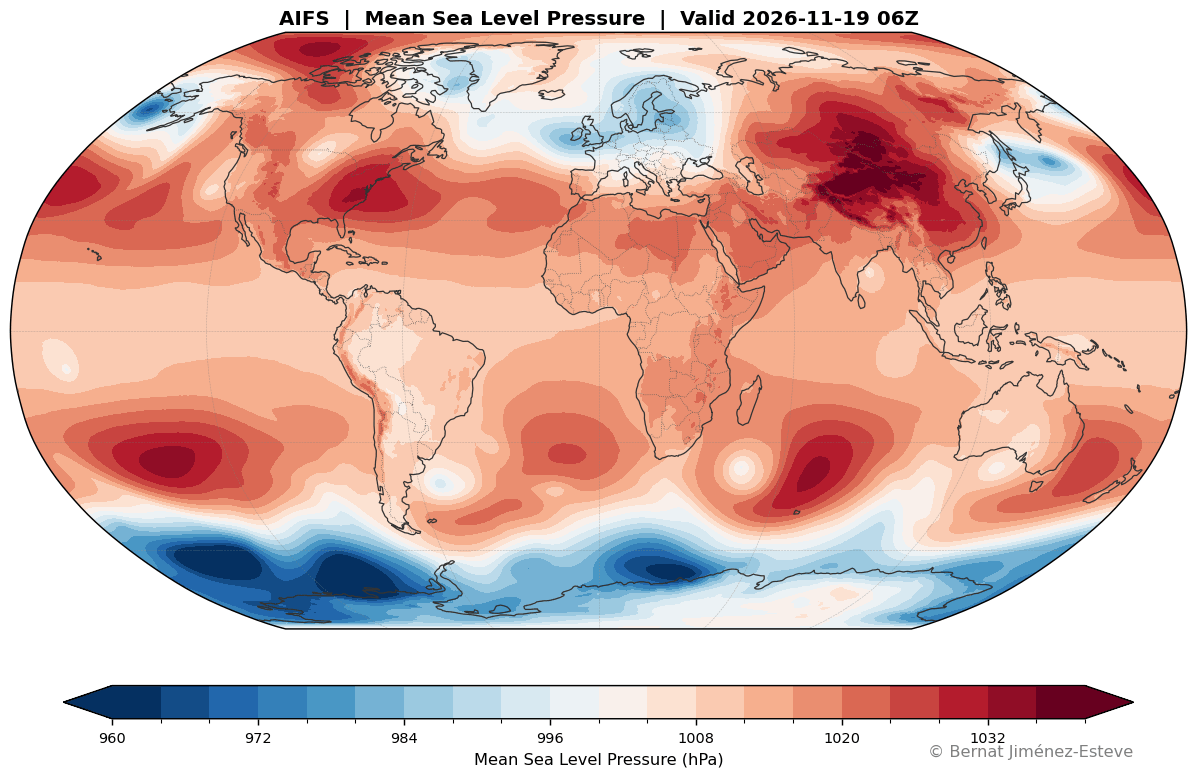 AIFS  |  Mean Sea Level Pressure  |  Valid 2026-11-19 06Z
960 972 984 996 1008 1020 1032
Mean Sea Level Pressure (hPa)
© Bernat Jiménez-Esteve